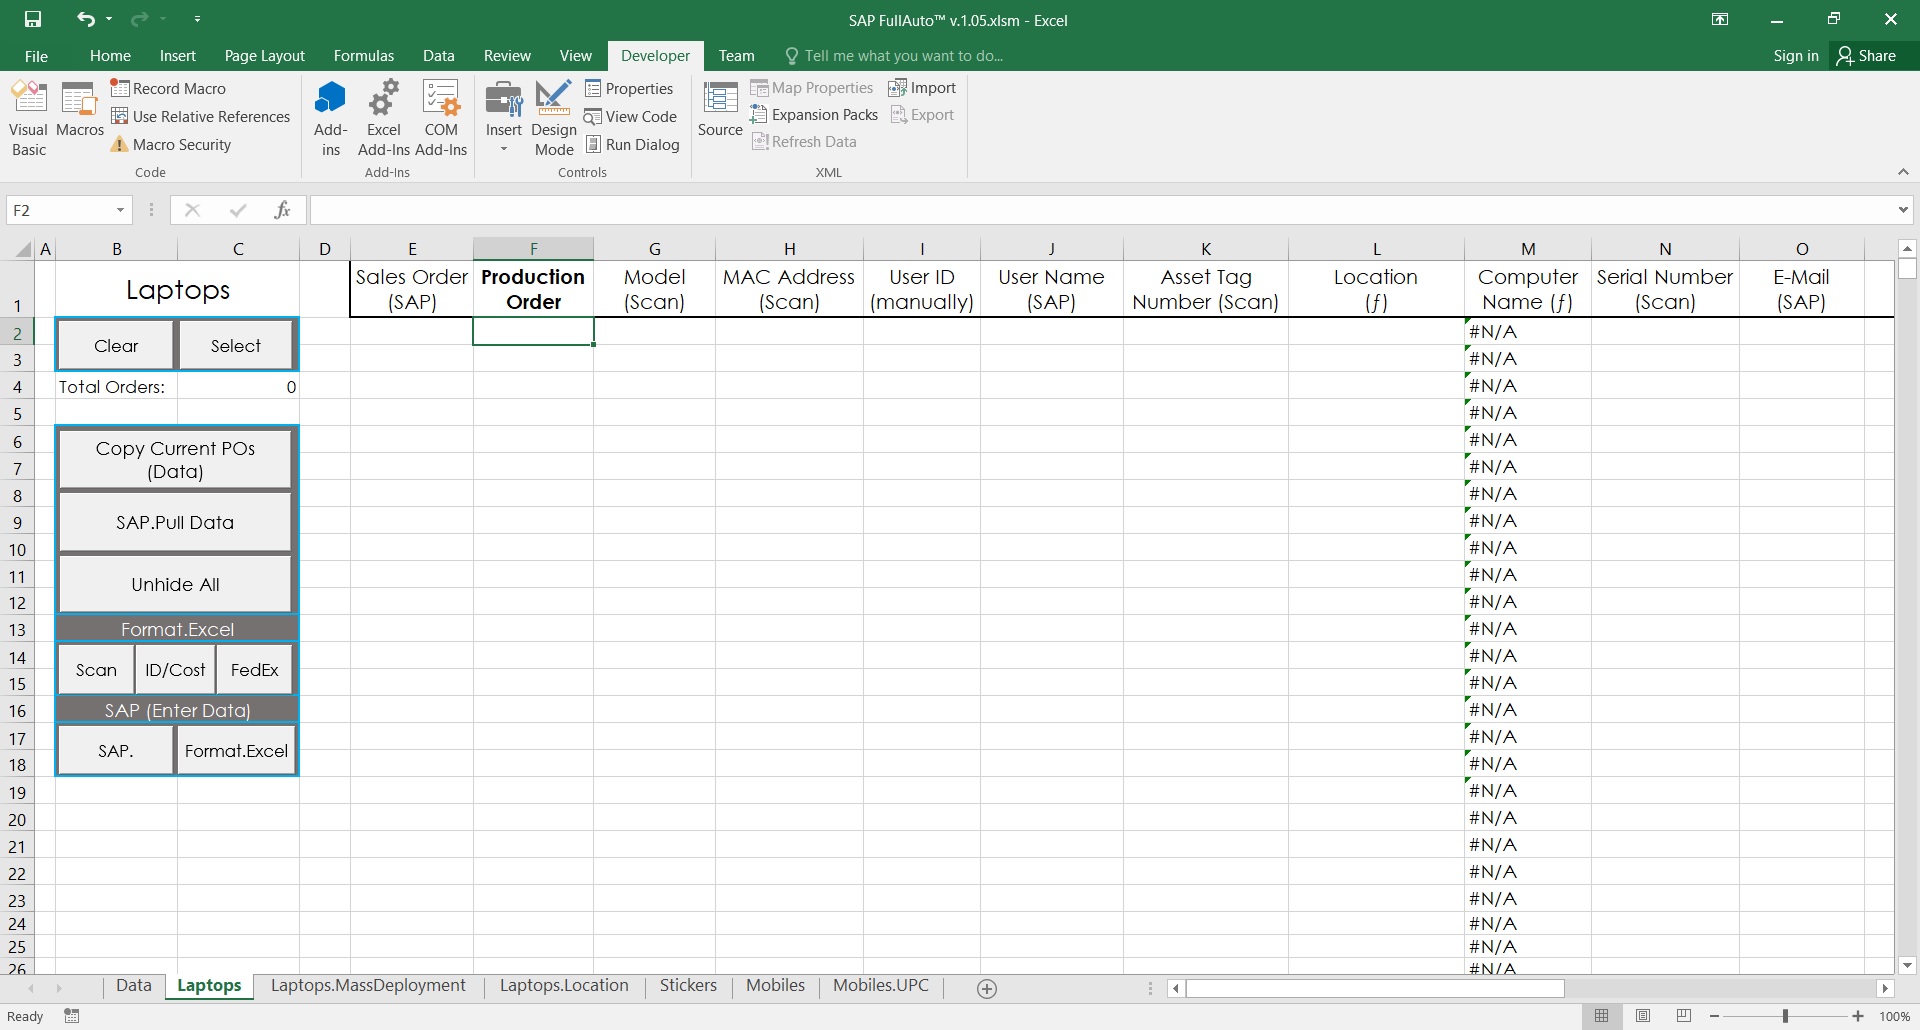 SAP FullAuto™ v.1.05.xlsm - Excel
File Home Insert Page Layout Formulas Data Review View Developer Team Tell me what you want to do... Sign in Share
Visual Basic
Macros
Record Macro
Use Relative References
Macro Security
Code
Add-ins
Excel Add-Ins
COM Add-Ins
Add-Ins
Insert
Design Mode
Properties
View Code
Run Dialog
Controls
Source
Map Properties
Expansion Packs
Refresh Data
Import
Export
XML
F2
fx
A B C D E F G H I J K L M N O
1
Laptops
Sales Order (SAP)
Production Order
Model (Scan)
MAC Address (Scan)
User ID (manually)
User Name (SAP)
Asset Tag Number (Scan)
Location (ƒ)
Computer Name (ƒ)
Serial Number (Scan)
E-Mail (SAP)
Clear Select
2 #N/A
3 #N/A
4 Total Orders: 0 #N/A
5 #N/A
Copy Current POs
(Data)
6 #N/A
7 #N/A
SAP.Pull Data
8 #N/A
9 #N/A
10 #N/A
Unhide All
11 #N/A
12 #N/A
13 Format.Excel #N/A
Scan ID/Cost FedEx
14 #N/A
15 #N/A
16 SAP (Enter Data) #N/A
SAP. Format.Excel
17 #N/A
18 #N/A
19 #N/A
20 #N/A
21 #N/A
22 #N/A
23 #N/A
24 #N/A
25 #N/A
26 #N/A
Data Laptops Laptops.MassDeployment Laptops.Location Stickers Mobiles Mobiles.UPC
Ready
100%